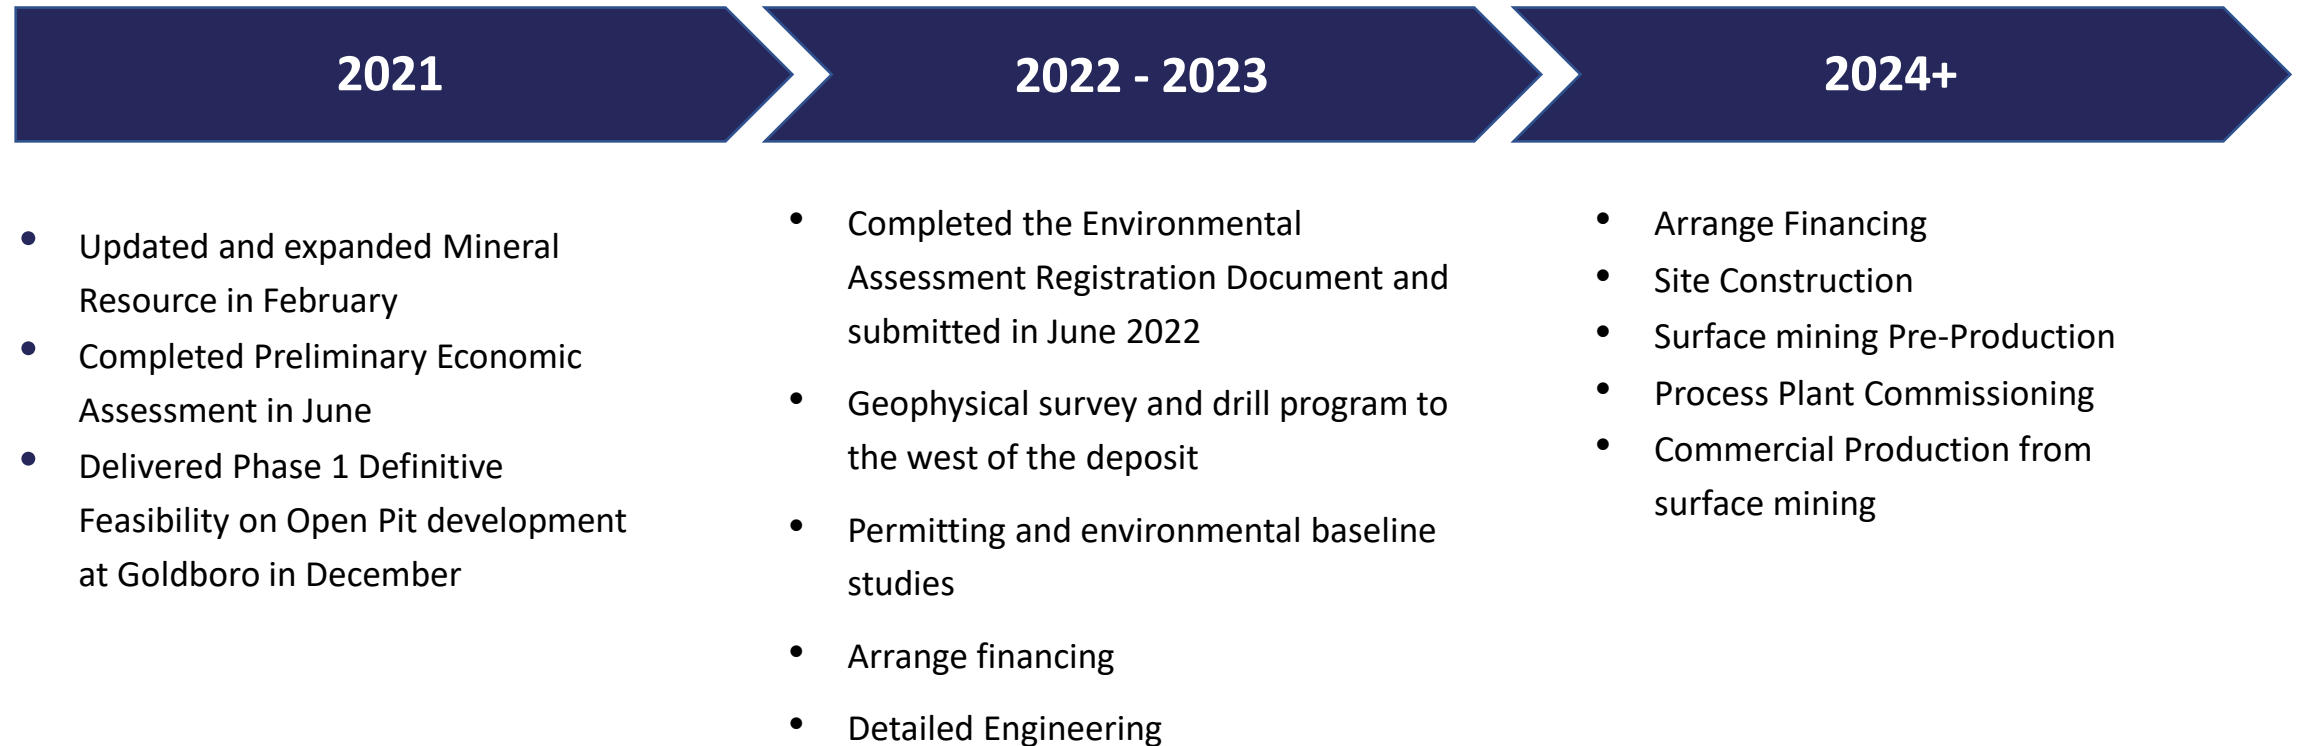 2021
• Updated and expanded Mineral
Resource in February
• Completed Preliminary Economic
Assessment in June
• Delivered Phase 1 Definitive
Feasibility on Open Pit development
at Goldboro in December
2022 - 2023
• Completed the Environmental
Assessment Registration Document and
submitted in June 2022
• Geophysical survey and drill program to
the west of the deposit
• Permitting and environmental baseline
studies
• Arrange financing
• Detailed Engineering
2024+
• Arrange Financing
• Site Construction
• Surface mining Pre-Production
• Process Plant Commissioning
• Commercial Production from
surface mining